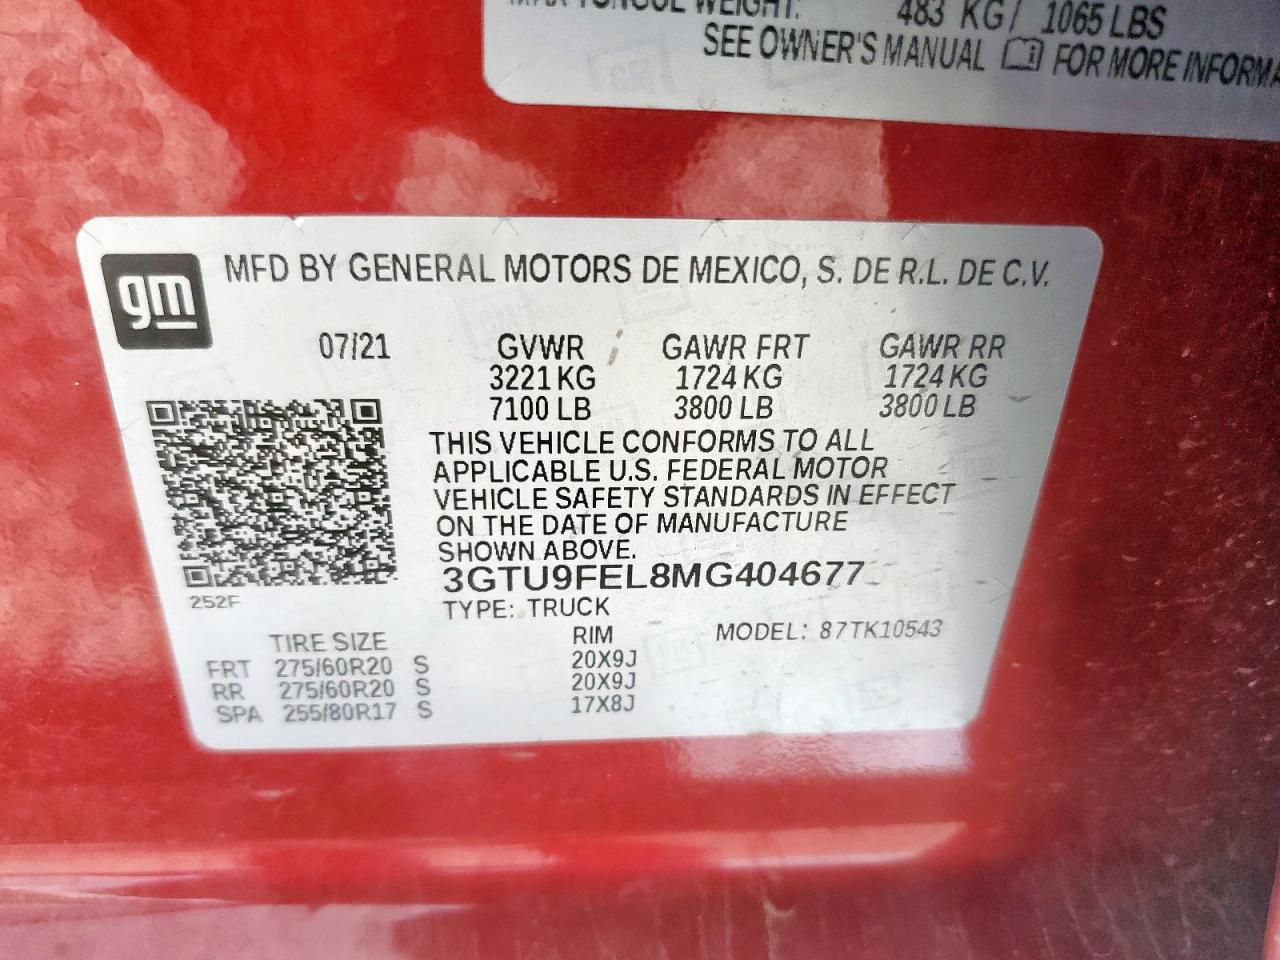 MAX TONGUE WEIGHT: 483 KG/ 1065 LBS
SEE OWNER'S MANUAL FOR MORE INFORMA
gm
MFD BY GENERAL MOTORS DE MEXICO, S. DE R.L. DE C.V.
07/21 GVWR GAWR FRT GAWR RR
3221 KG 1724 KG 1724 KG
7100 LB 3800 LB 3800 LB
THIS VEHICLE CONFORMS TO ALL
APPLICABLE U.S. FEDERAL MOTOR
VEHICLE SAFETY STANDARDS IN EFFECT
ON THE DATE OF MANUFACTURE
SHOWN ABOVE.
3GTU9FEL8MG404677
252F
TYPE: TRUCK
TIRE SIZE RIM MODEL: 87TK10543
FRT 275/60R20 S 20X9J
RR 275/60R20 S 20X9J
SPA 255/80R17 S 17X8J